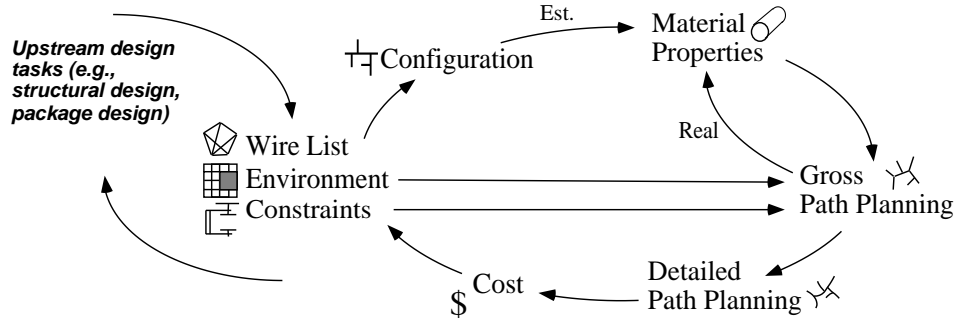 Upstream design
tasks (e.g.,
structural design,
package design)
Est.
Configuration
Material
Properties
Real
Wire List
Environment
Constraints
Gross
Path Planning
Detailed
Path Planning
Cost
$